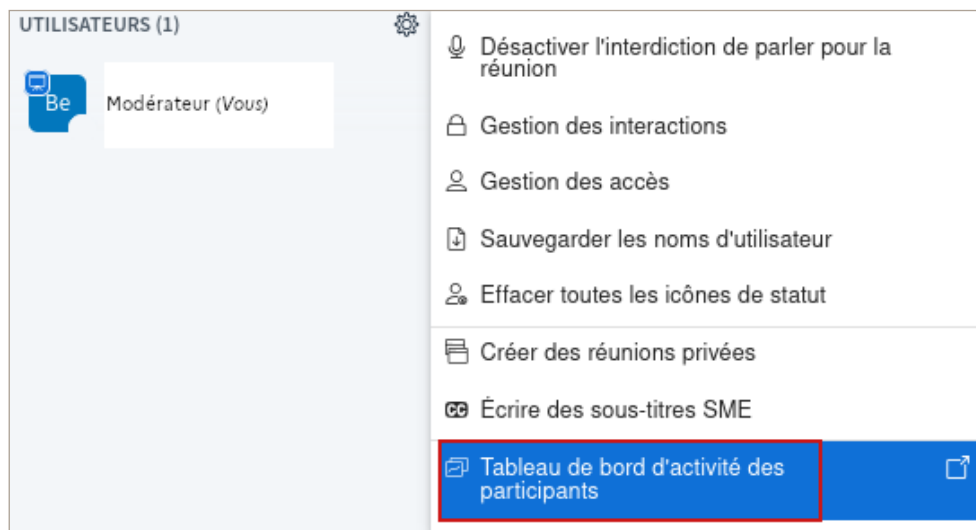 UTILISATEURS (1)
Be
Modérateur (Vous)
Désactiver l'interdiction de parler pour la
réunion
Gestion des interactions
Gestion des accès
Sauvegarder les noms d'utilisateur
Effacer toutes les icônes de statut
Créer des réunions privées
CC Écrire des sous-titres SME
Tableau de bord d'activité des
participants